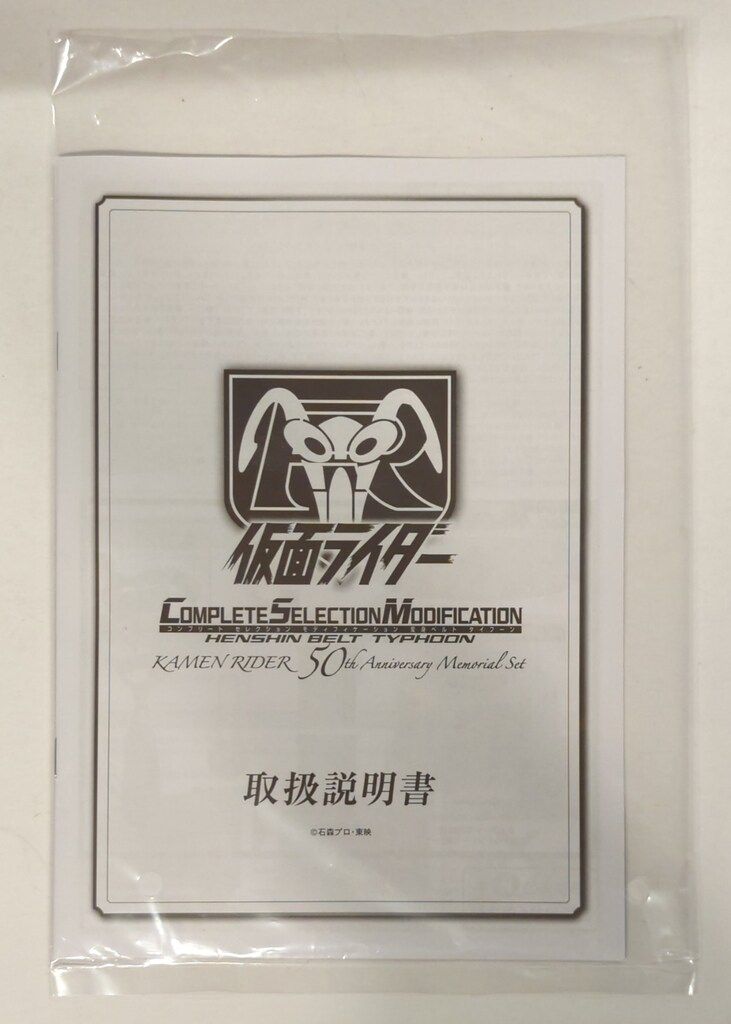 仮面ライダー
COMPLETE SELECTION MODIFICATION
コンプリート セレクション モディフィケーション 変身ベルト タイフーン
HENSHIN BELT TYPHOON
KAMEN RIDER 50th Anniversary Memorial Set
取扱説明書
©石森プロ・東映